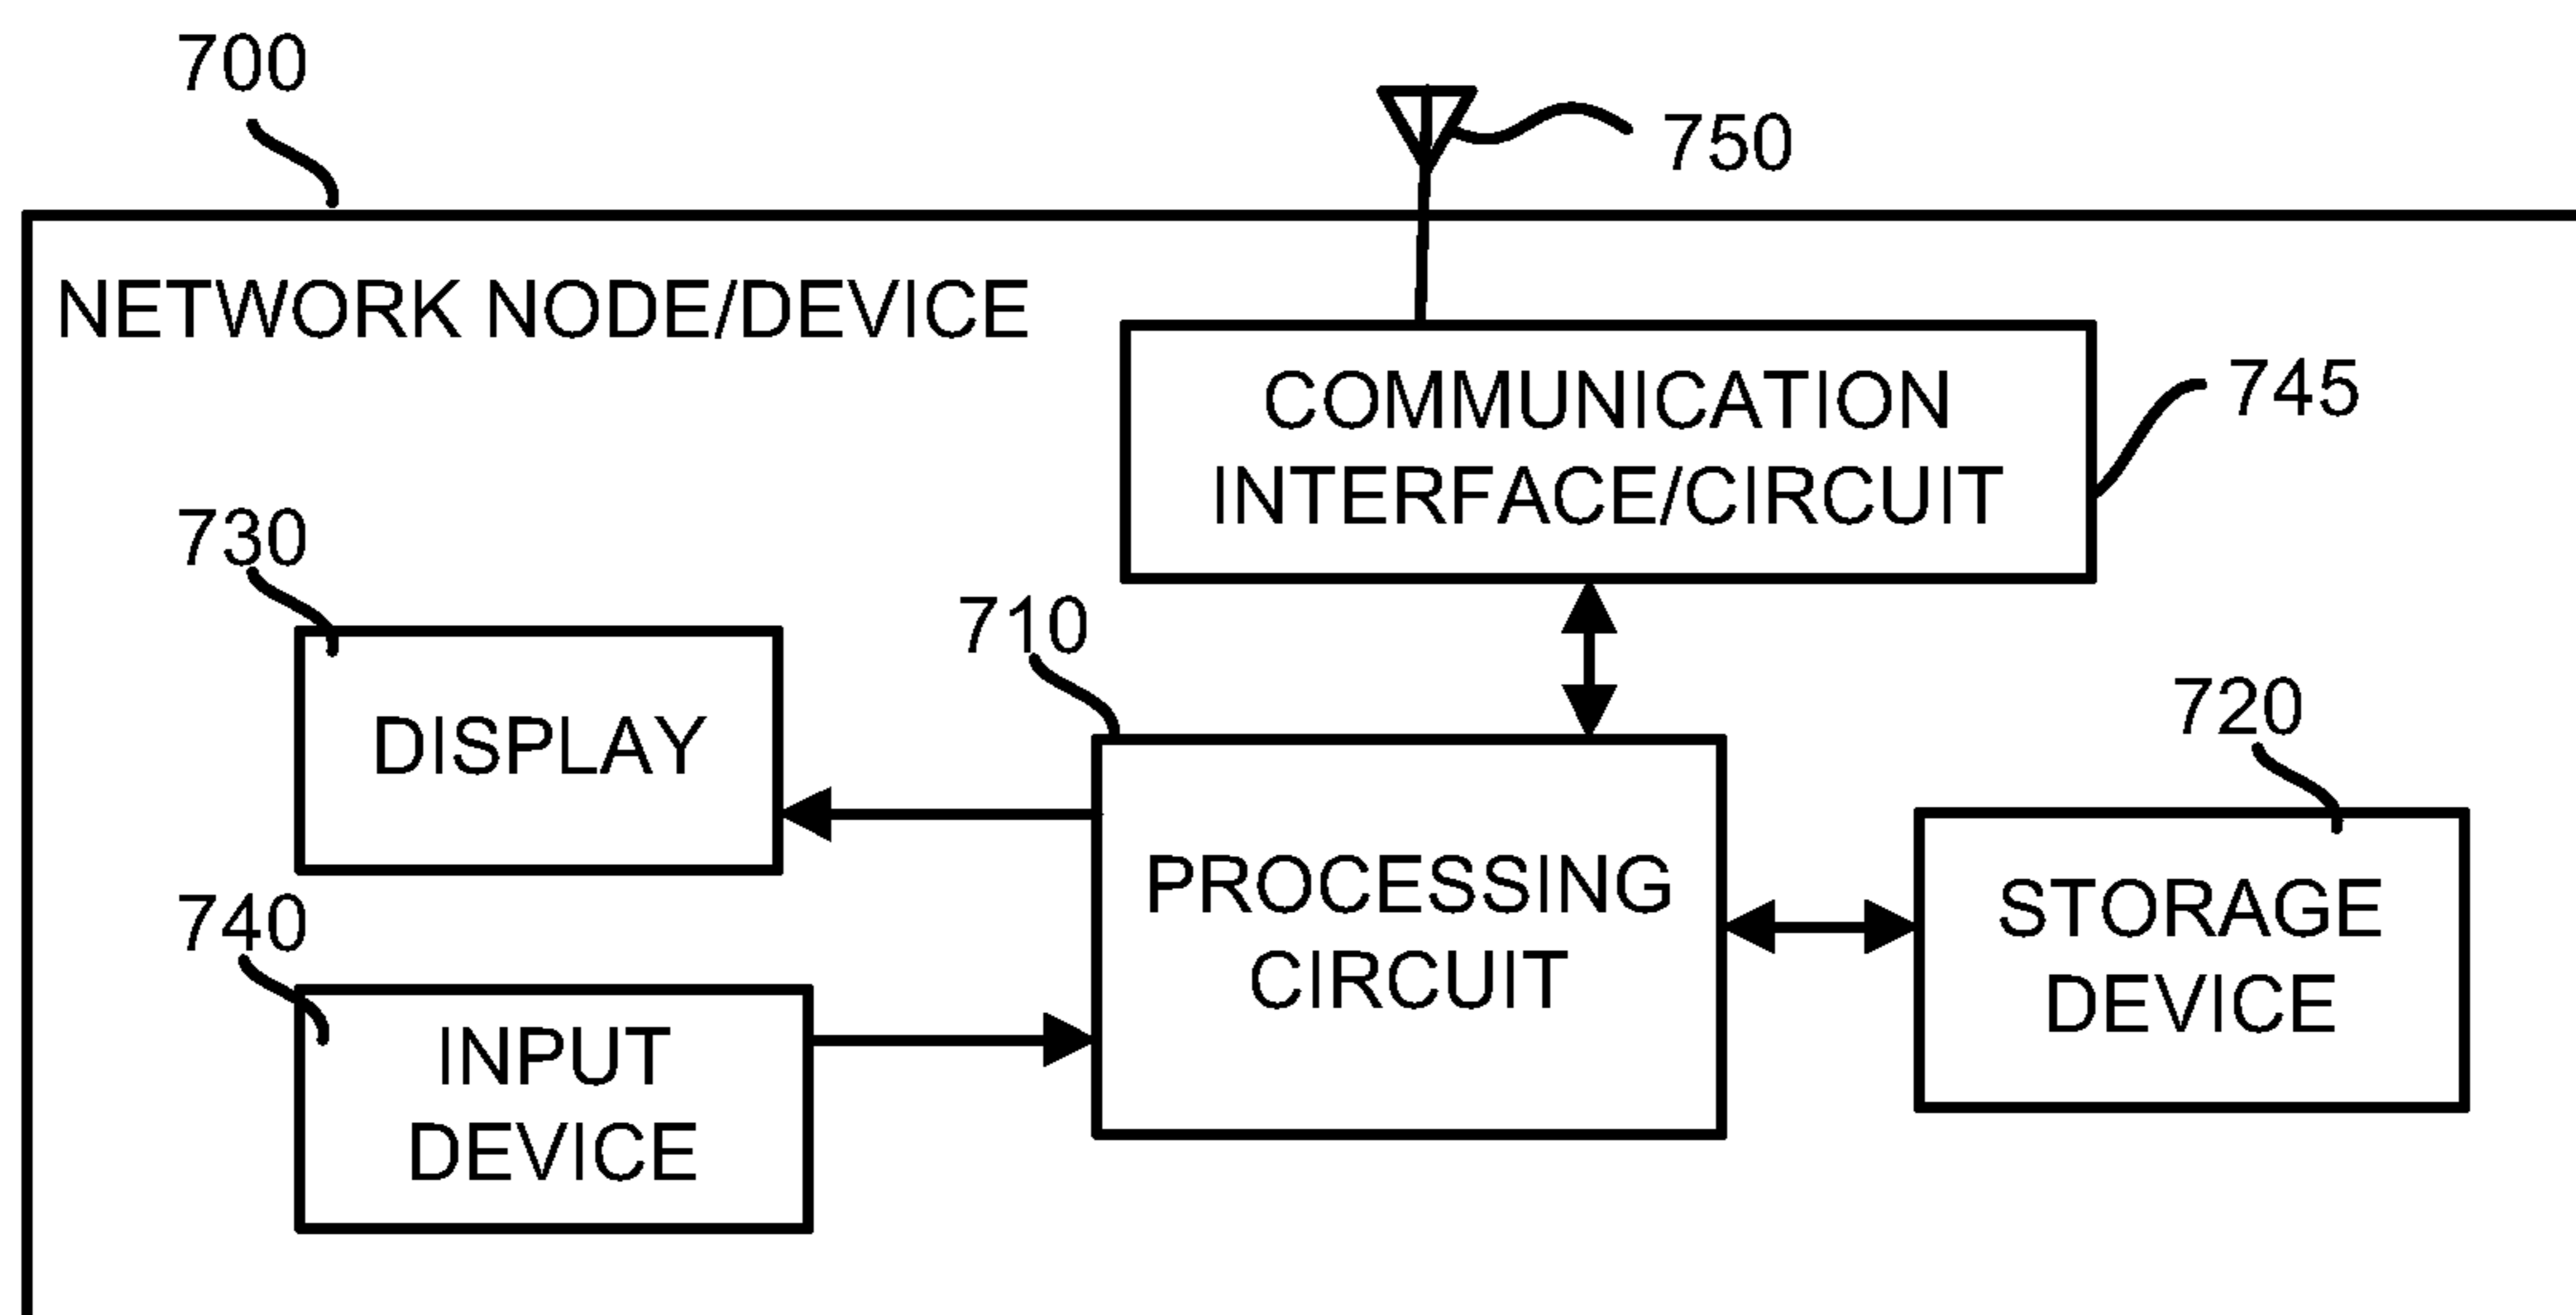 700
750
NETWORK NODE/DEVICE
COMMUNICATION
INTERFACE/CIRCUIT
745
730
DISPLAY
710
720
PROCESSING
CIRCUIT
STORAGE
DEVICE
740
INPUT
DEVICE